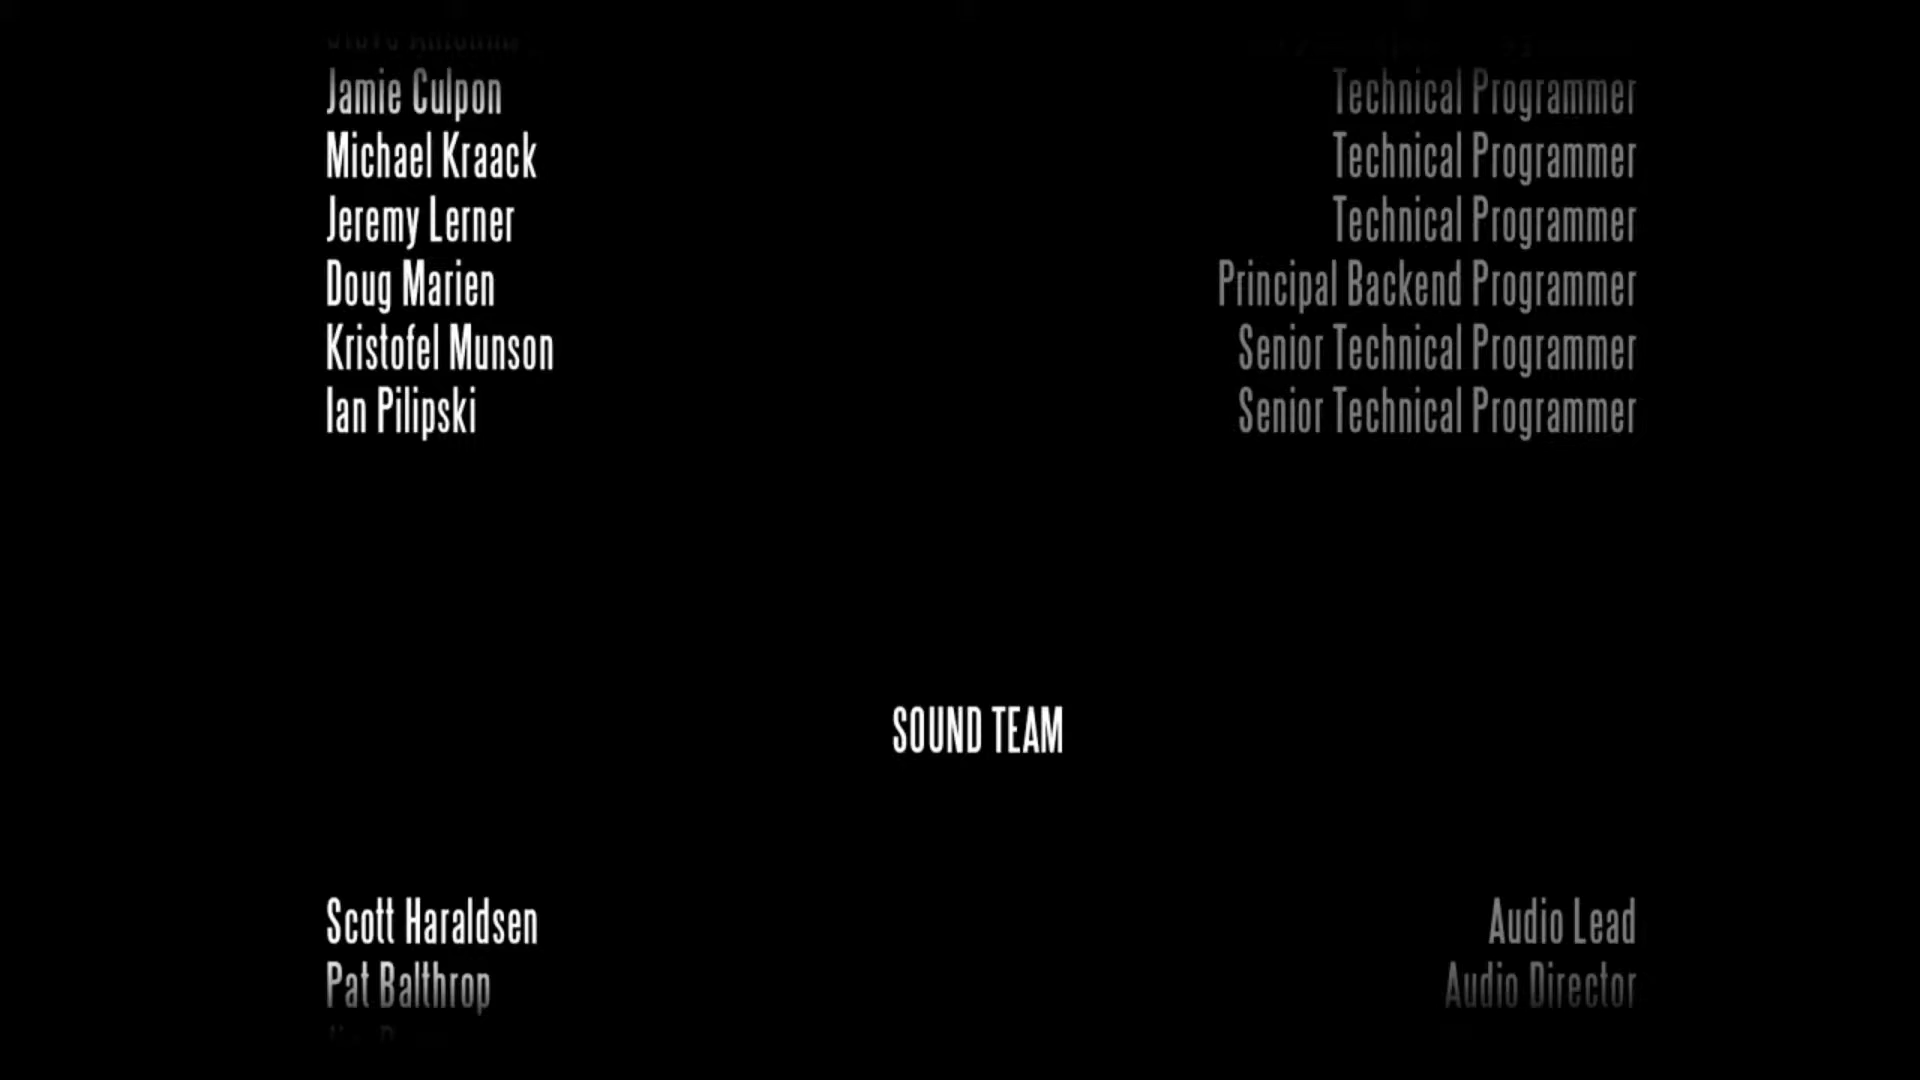 Jamie Culpon Technical Programmer
Michael Kraack Technical Programmer
Jeremy Lerner Technical Programmer
Doug Marien Principal Backend Programmer
Kristofel Munson Senior Technical Programmer
Ian Pilipski Senior Technical Programmer
SOUND TEAM
Scott Haraldsen Audio Lead
Pat Balthrop Audio Director